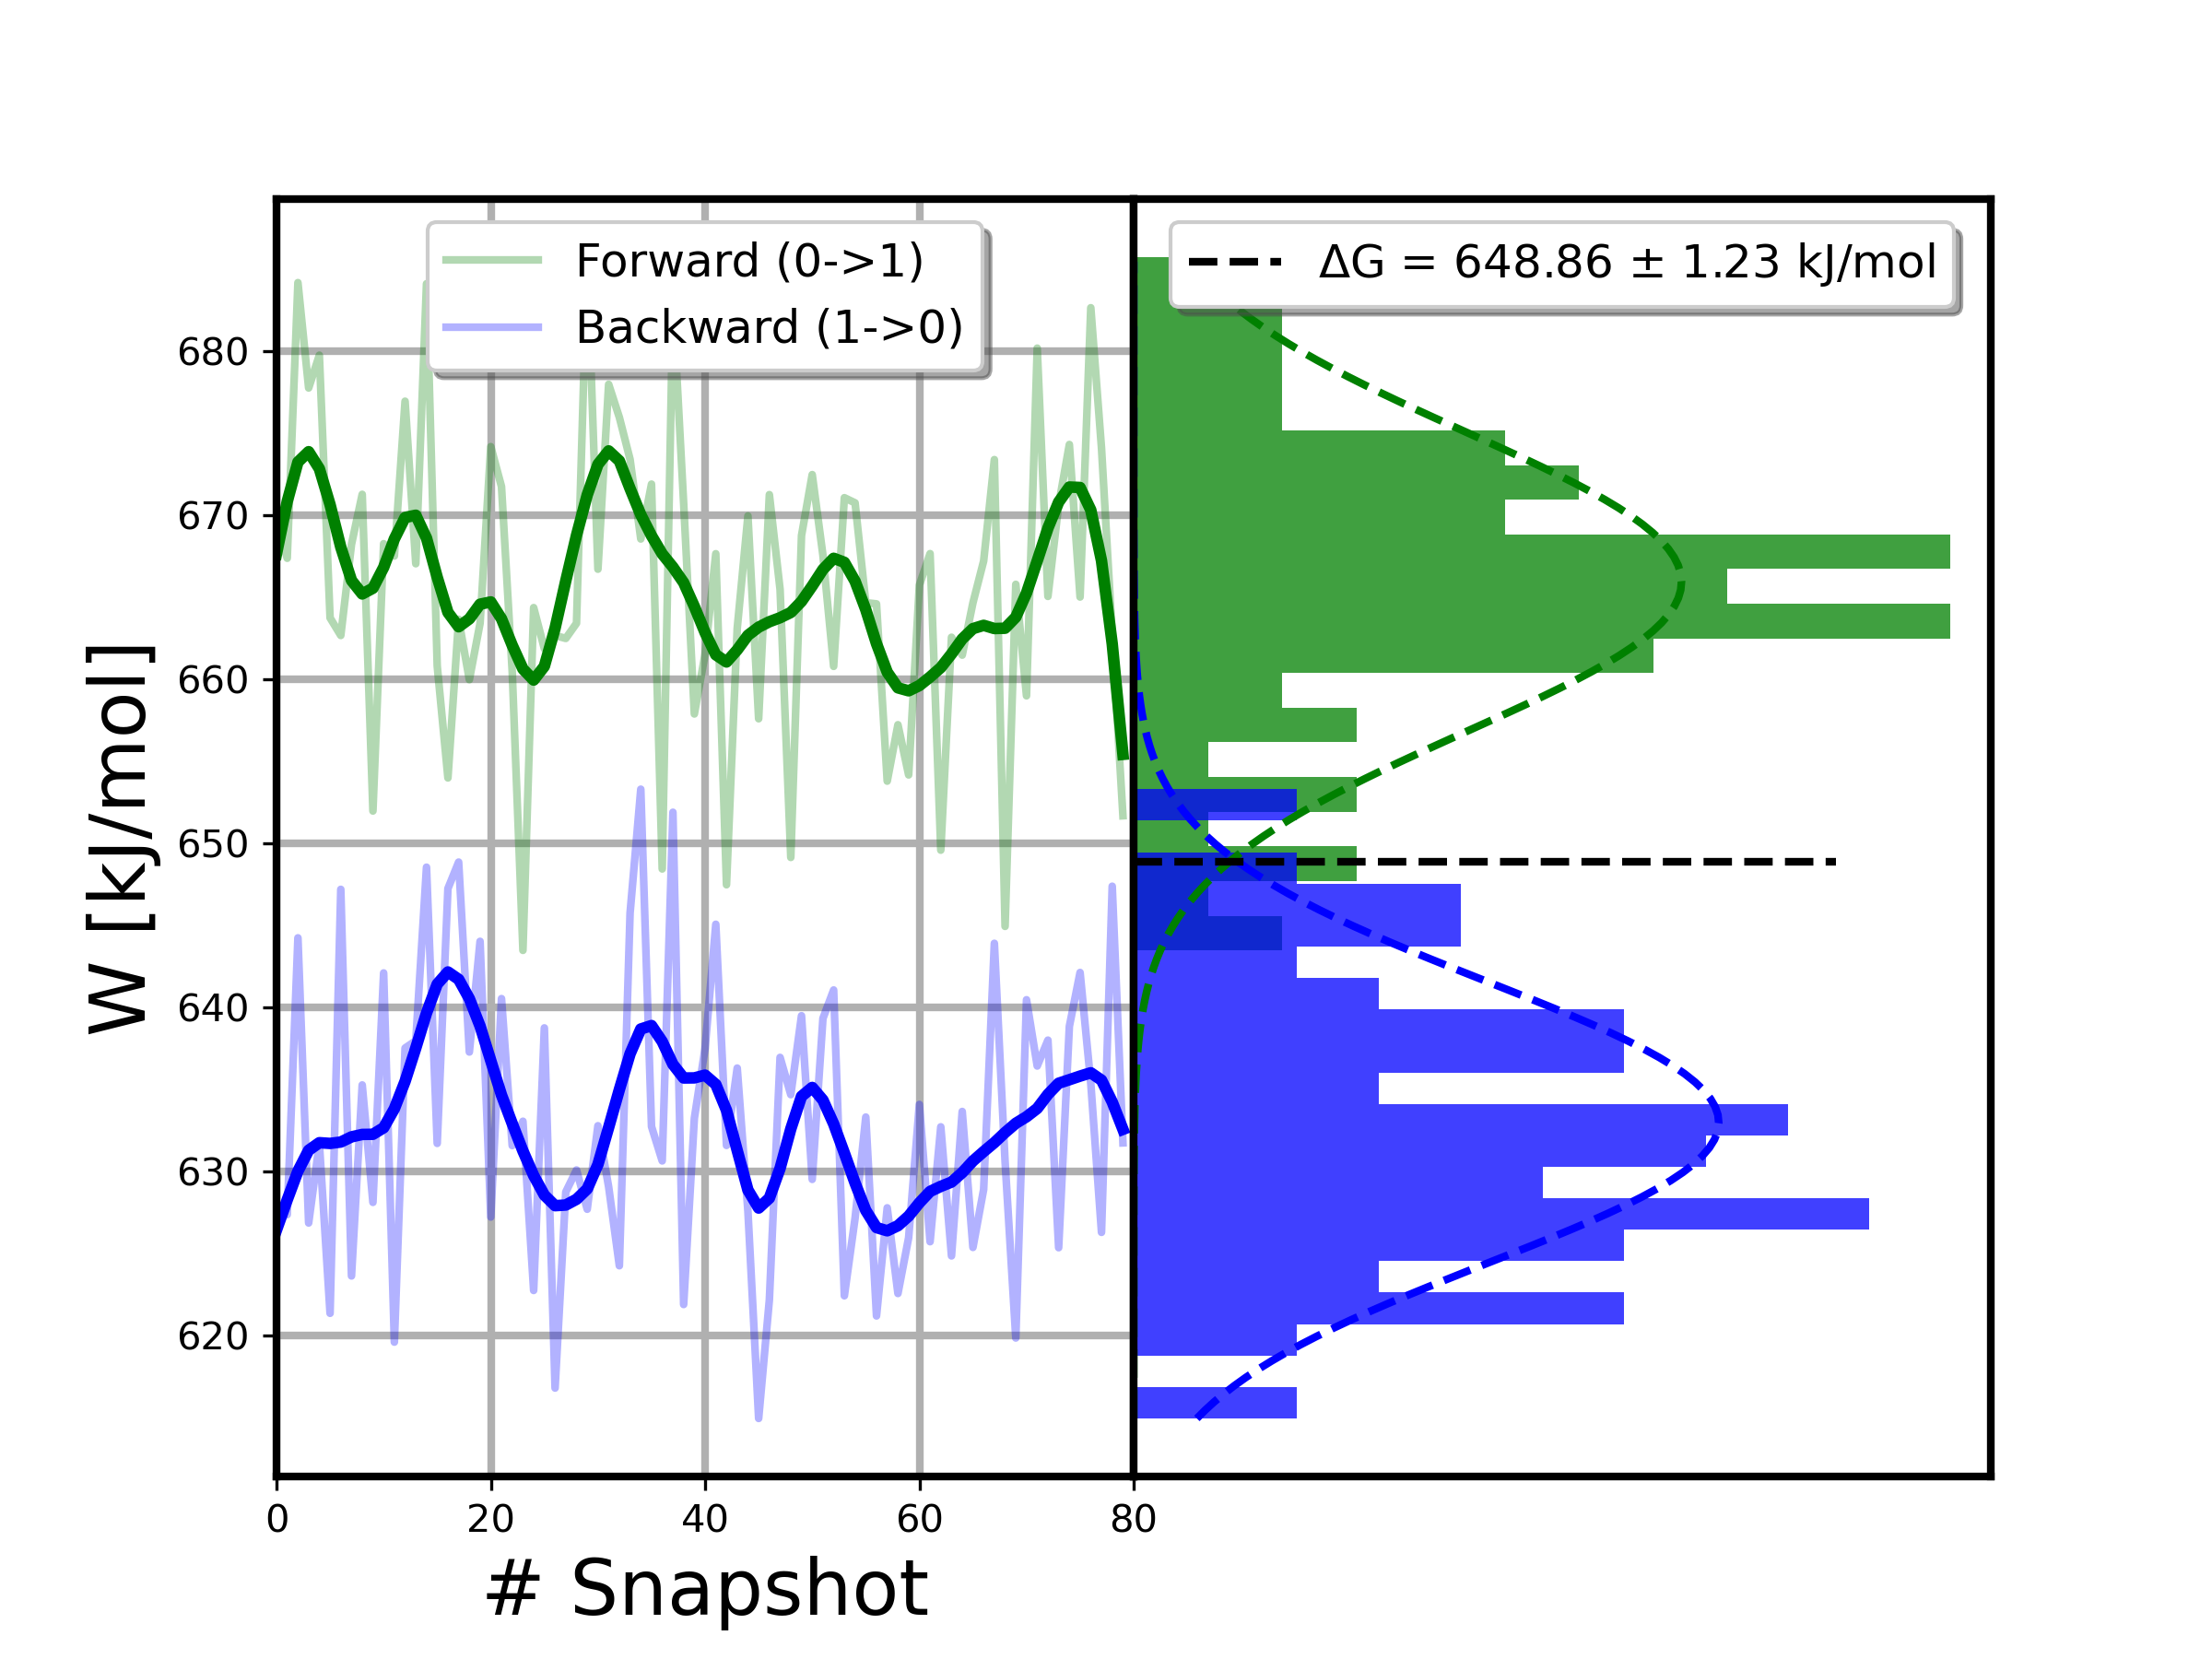 Forward (0->1)
Backward (1->0)
ΔG = 648.86 ± 1.23 kJ/mol
680
670
660
650
640
630
620
W [kJ/mol]
0 20 40 60 80
# Snapshot